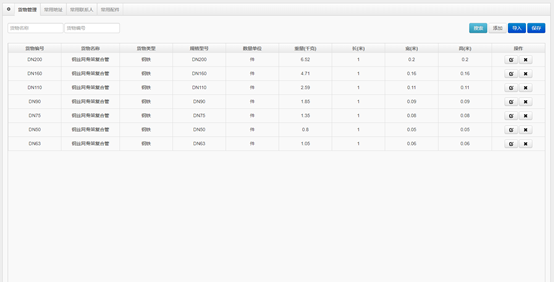 货物管理 常用地址 常用联系人 常用配对
货物名称 货物编号 搜索 添加 导入 保存
货物编号 货物名称 货物类型 规格型号 数量单位 重量(千克) 长(米) 宽(米) 高(米) 操作
DN200 钢丝网骨架复合管 钢铁 DN200 件 6.02 1 0.2 0.2
DN160 钢丝网骨架复合管 钢铁 DN160 件 4.71 1 0.16 0.16
DN110 钢丝网骨架复合管 钢铁 DN110 件 2.59 1 0.11 0.11
DN90 钢丝网骨架复合管 钢铁 DN90 件 1.85 1 0.09 0.09
DN75 钢丝网骨架复合管 钢铁 DN75 件 1.35 1 0.08 0.08
DN50 钢丝网骨架复合管 钢铁 DN50 件 0.8 1 0.05 0.05
DN63 钢丝网骨架复合管 钢铁 DN63 件 1.05 1 0.06 0.06